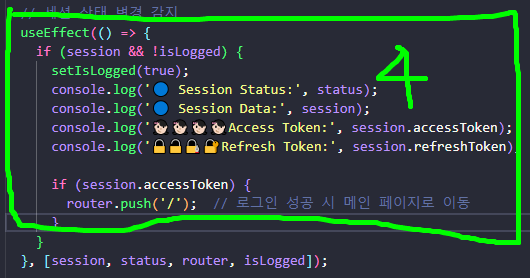 // 세션 상태 변경 감지
useEffect(() => {
if (session && !isLogged) {
setIsLogged(true);
console.log('🔵 Session Status:', status);
console.log('🔵 Session Data:', session);
console.log('👩🏻👩🏻👩🏻👩🏻Access Token:', session.accessToken);
console.log('🔒🔒🔒🔐Refresh Token:', session.refreshToken)
if (session.accessToken) {
router.push('/'); // 로그인 성공 시 메인 페이지로 이동
}
}
}, [session, status, router, isLogged]);
4